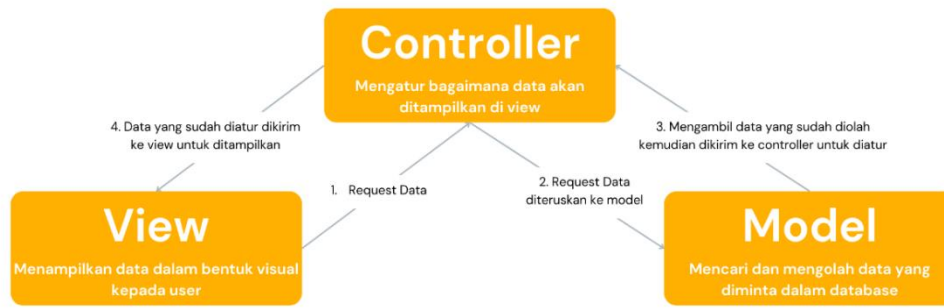 Controller
Mengatur bagaimana data akan
ditampilkan di view
4. Data yang sudah diatur dikirim
ke view untuk ditampilkan
3. Mengambil data yang sudah diolah
kemudian dikirim ke controller untuk diatur
1. Request Data
2. Request Data
diteruskan ke model
View
Menampilkan data dalam bentuk visual
kepada user
Model
Mencari dan mengolah data yang
diminta dalam database